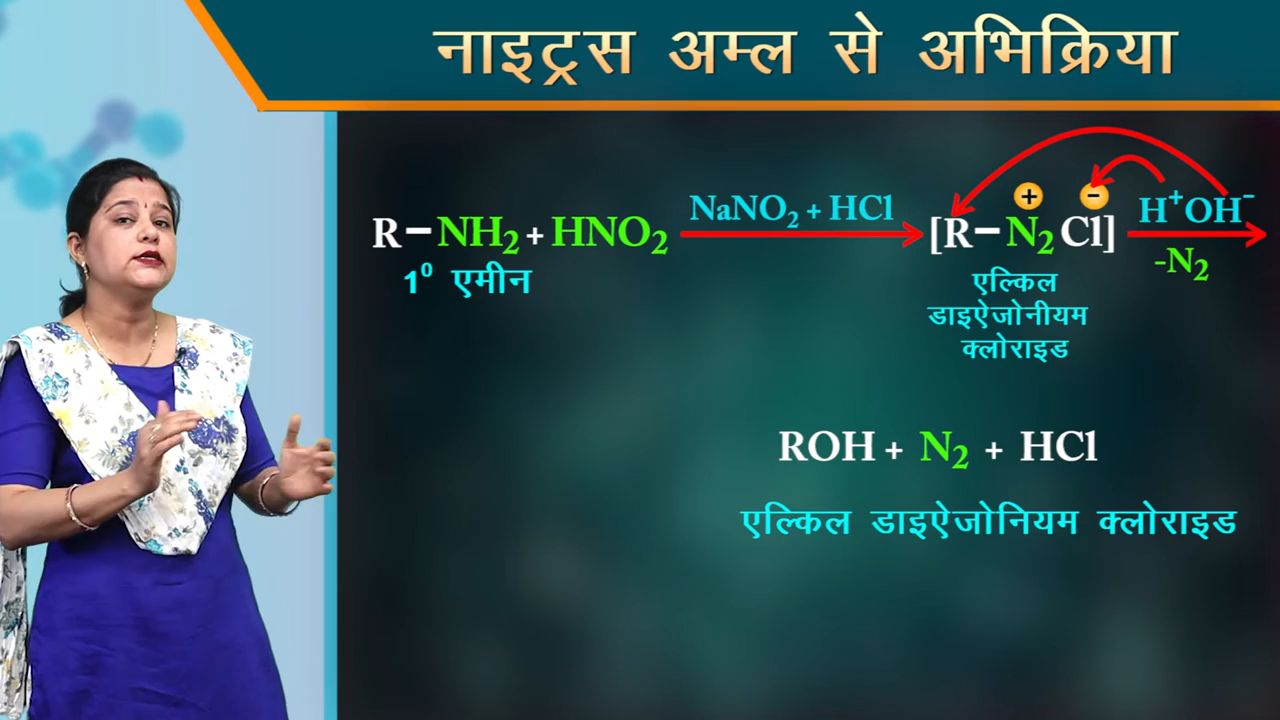 नाइट्रस अम्ल से अभिक्रिया
R–NH₂ + HNO₂ NaNO₂ + HCl [R–N₂⁺ Cl⁻] H⁺OH⁻
-N₂
1⁰ एमीन
एल्किल
डाइऐजोनीयम
क्लोराइड
ROH + N₂ + HCl
एल्किल डाइऐजोनियम क्लोराइड